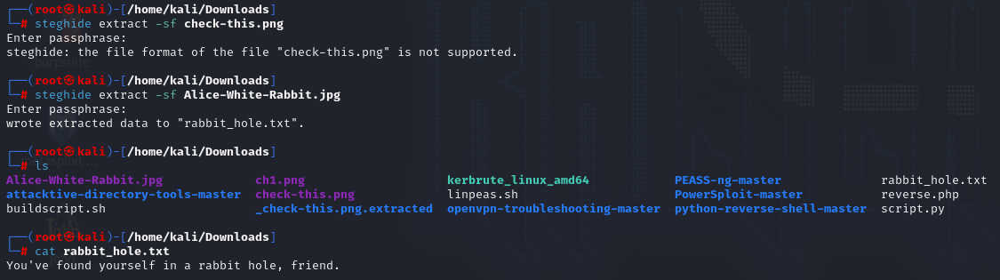 ┌──(root㉿kali)-[/home/kali/Downloads]
└─# steghide extract -sf check-this.png
Enter passphrase:
steghide: the file format of the file "check-this.png" is not supported.
┌──(root㉿kali)-[/home/kali/Downloads]
└─# steghide extract -sf Alice-White-Rabbit.jpg
Enter passphrase:
wrote extracted data to "rabbit_hole.txt".
┌──(root㉿kali)-[/home/kali/Downloads]
└─# ls
Alice-White-Rabbit.jpg ch1.png kerbrute_linux_amd64 PEASS-ng-master rabbit_hole.txt
attacktive-directory-tools-master check-this.png linpeas.sh PowerSploit-master reverse.php
buildscript.sh _check-this.png.extracted openvpn-troubleshooting-master python-reverse-shell-master script.py
┌──(root㉿kali)-[/home/kali/Downloads]
└─# cat rabbit_hole.txt
You've found yourself in a rabbit hole, friend.